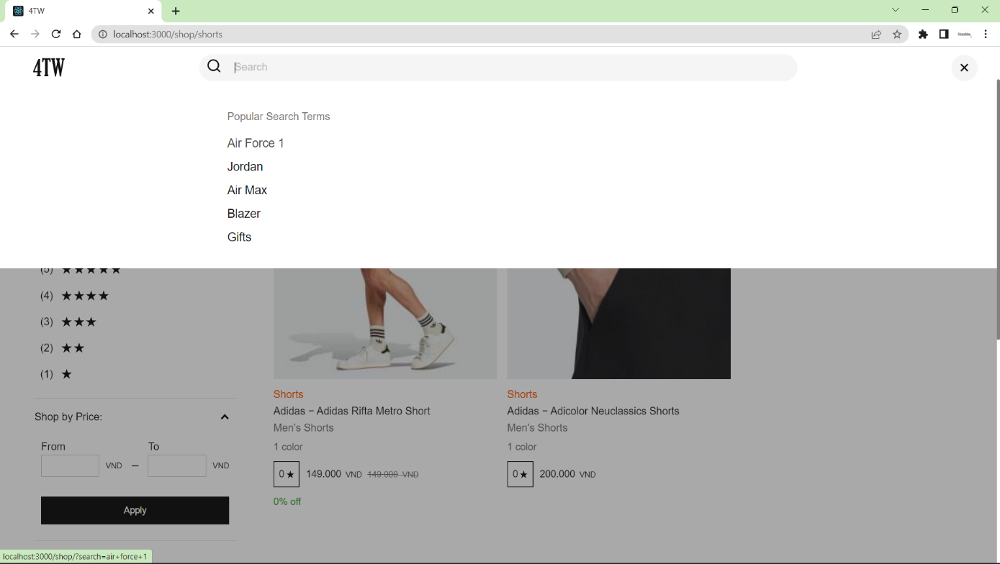 4TW
localhost:3000/shop/shorts
4TW
Search
Popular Search Terms
Air Force 1
Jordan
Air Max
Blazer
Gifts
(5) ★★★★★
(4) ★★★★
(3) ★★★
(2) ★★
(1) ★
Shop by Price:
From To
VND – VND
Apply
Shorts
Adidas – Adidas Rifta Metro Short
Men's Shorts
1 color
0 ★ 149.000 VND 149.000 VND
0% off
Shorts
Adidas – Adicolor Neuclassics Shorts
Men's Shorts
1 color
0 ★ 200.000 VND
localhost:3000/shop/?search=air+force+1